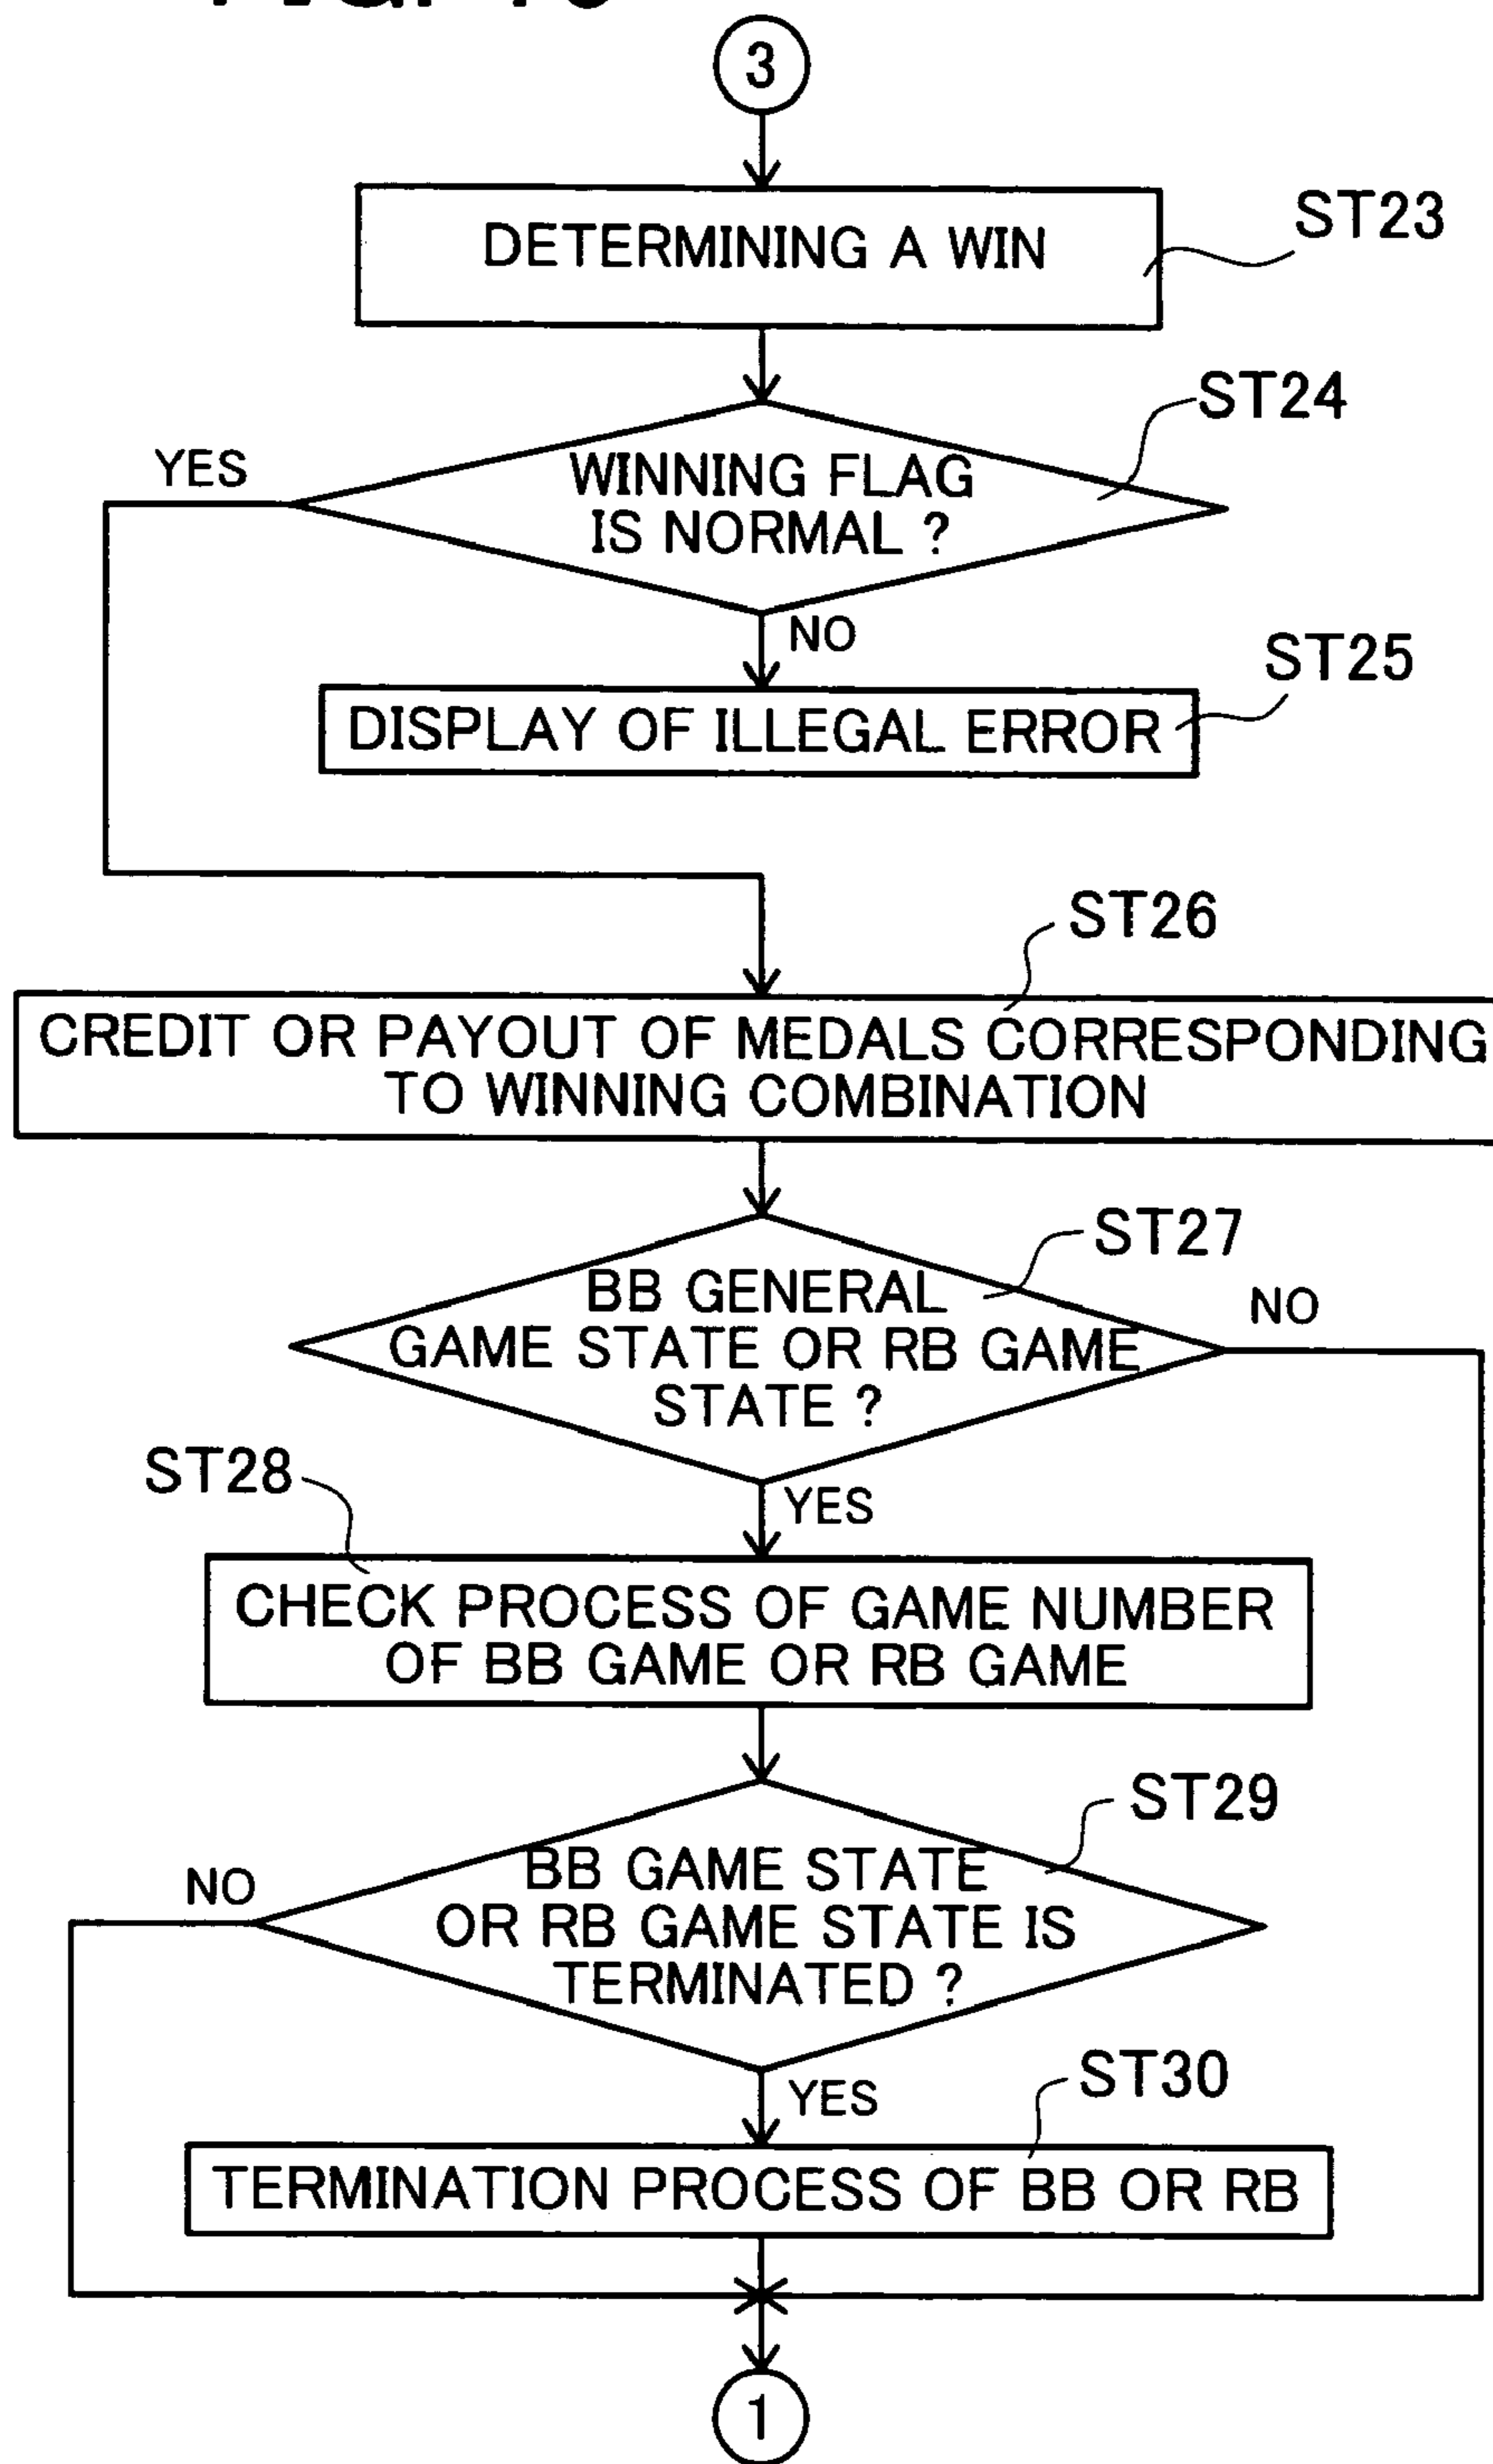 3
DETERMINING A WIN
ST23
ST24
YES
WINNING FLAG
IS NORMAL ?
NO
ST25
DISPLAY OF ILLEGAL ERROR
ST26
CREDIT OR PAYOUT OF MEDALS CORRESPONDING
TO WINNING COMBINATION
ST27
BB GENERAL
NO
GAME STATE OR RB GAME
STATE ?
ST28
YES
CHECK PROCESS OF GAME NUMBER
OF BB GAME OR RB GAME
ST29
BB GAME STATE
NO
OR RB GAME STATE IS
TERMINATED ?
ST30
YES
TERMINATION PROCESS OF BB OR RB
1